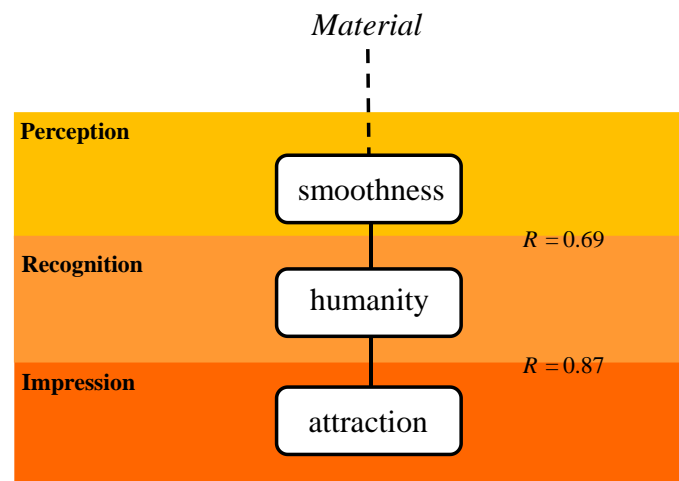 Material
Perception
smoothness
R = 0.69
Recognition
humanity
R = 0.87
Impression
attraction